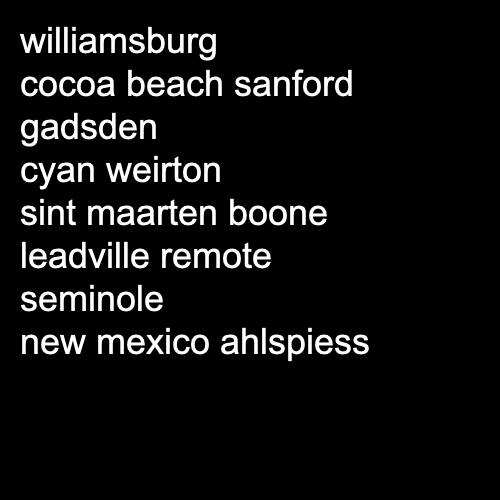 williamsburg
cocoa beach sanford
gadsden
cyan weirton
sint maarten boone
leadville remote
seminole
new mexico ahlspiess